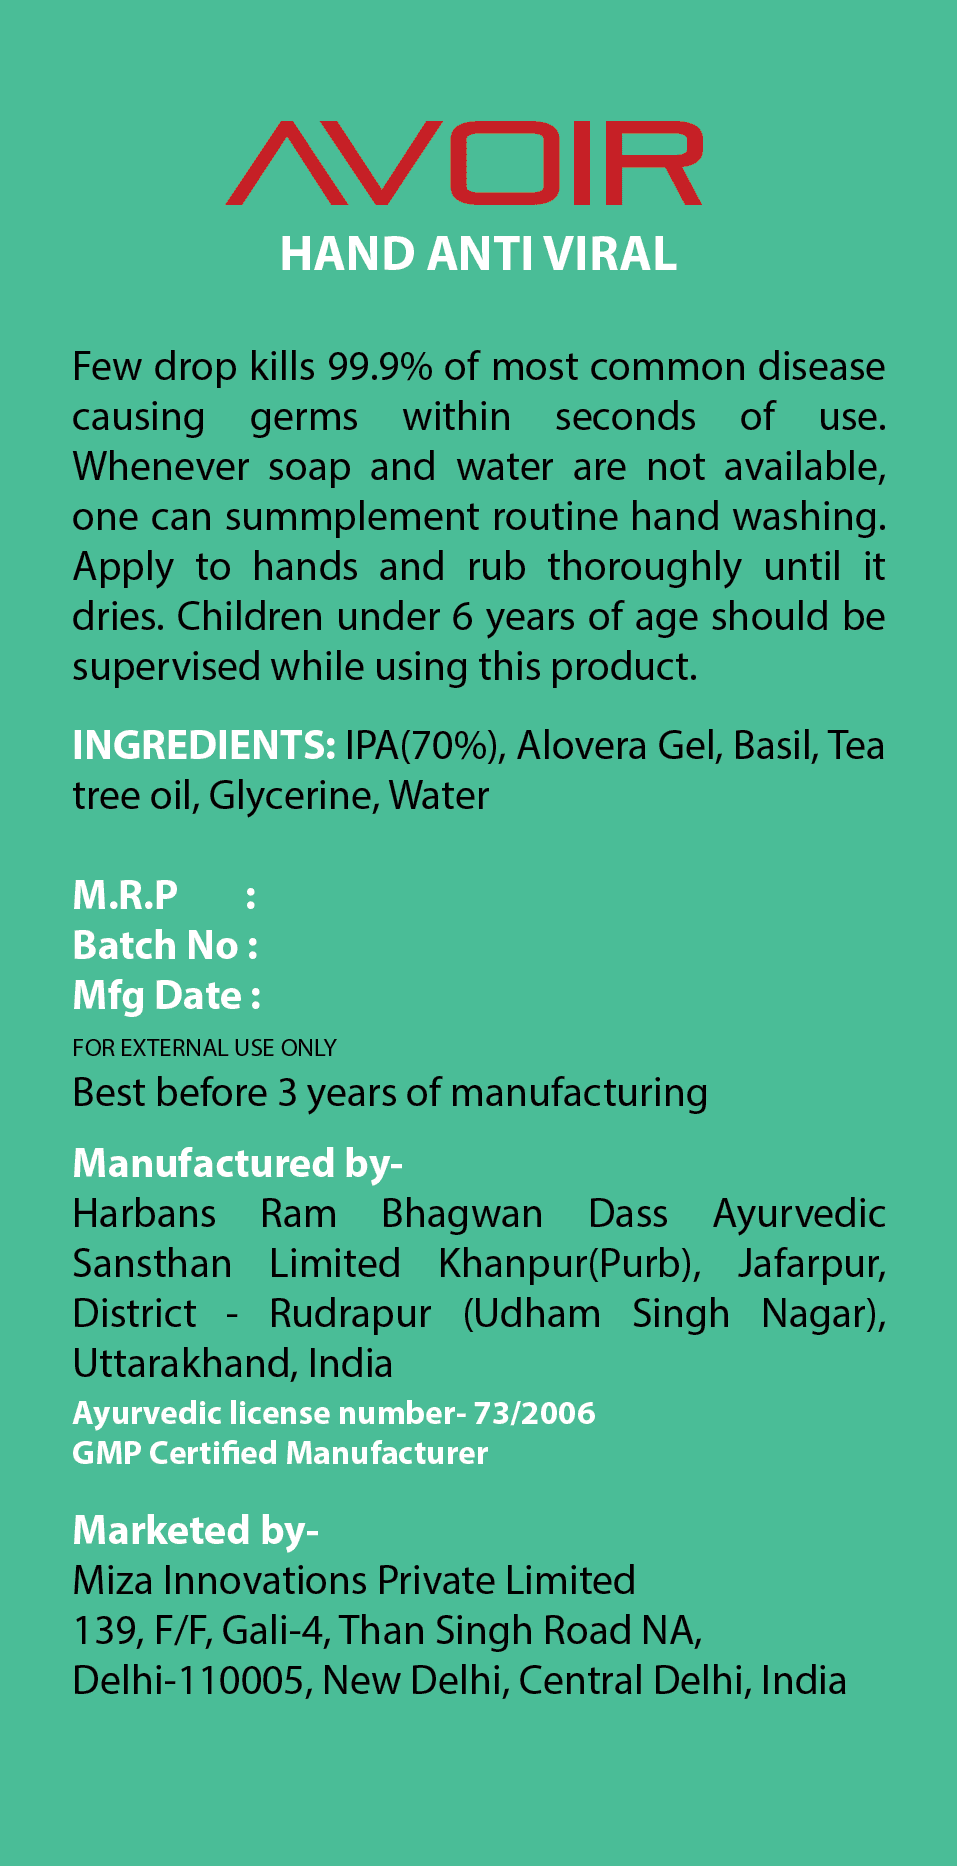 AVOIR
HAND ANTI VIRAL
Few drop kills 99.9% of most common disease
causing germs within seconds of use.
Whenever soap and water are not available,
one can summplement routine hand washing.
Apply to hands and rub thoroughly until it
dries. Children under 6 years of age should be
supervised while using this product.
INGREDIENTS: IPA(70%), Alovera Gel, Basil, Tea
tree oil, Glycerine, Water
M.R.P :
Batch No :
Mfg Date :
FOR EXTERNAL USE ONLY
Best before 3 years of manufacturing
Manufactured by-
Harbans Ram Bhagwan Dass Ayurvedic
Sansthan Limited Khanpur(Purb), Jafarpur,
District - Rudrapur (Udham Singh Nagar),
Uttarakhand, India
Ayurvedic license number- 73/2006
GMP Certified Manufacturer
Marketed by-
Miza Innovations Private Limited
139, F/F, Gali-4, Than Singh Road NA,
Delhi-110005, New Delhi, Central Delhi, India